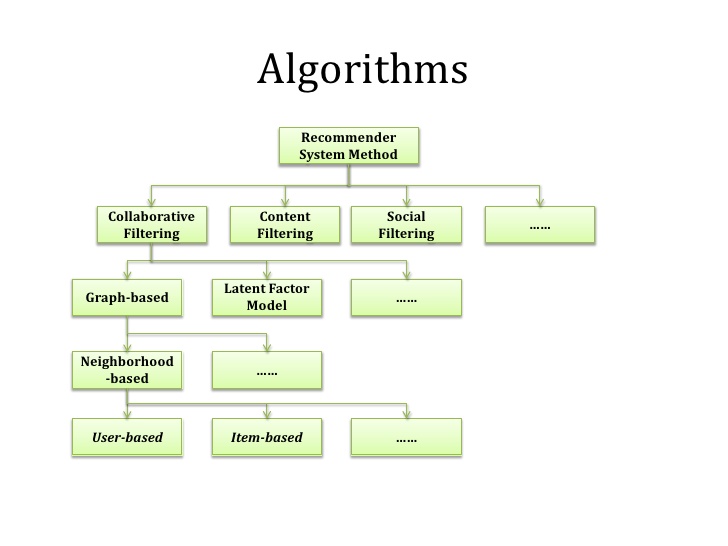 Algorithms
Recommender
System Method
Collaborative
Filtering
Content
Filtering
Social
Filtering
......
Graph-based
Latent Factor
Model
......
Neighborhood
-based
......
User-based
Item-based
......